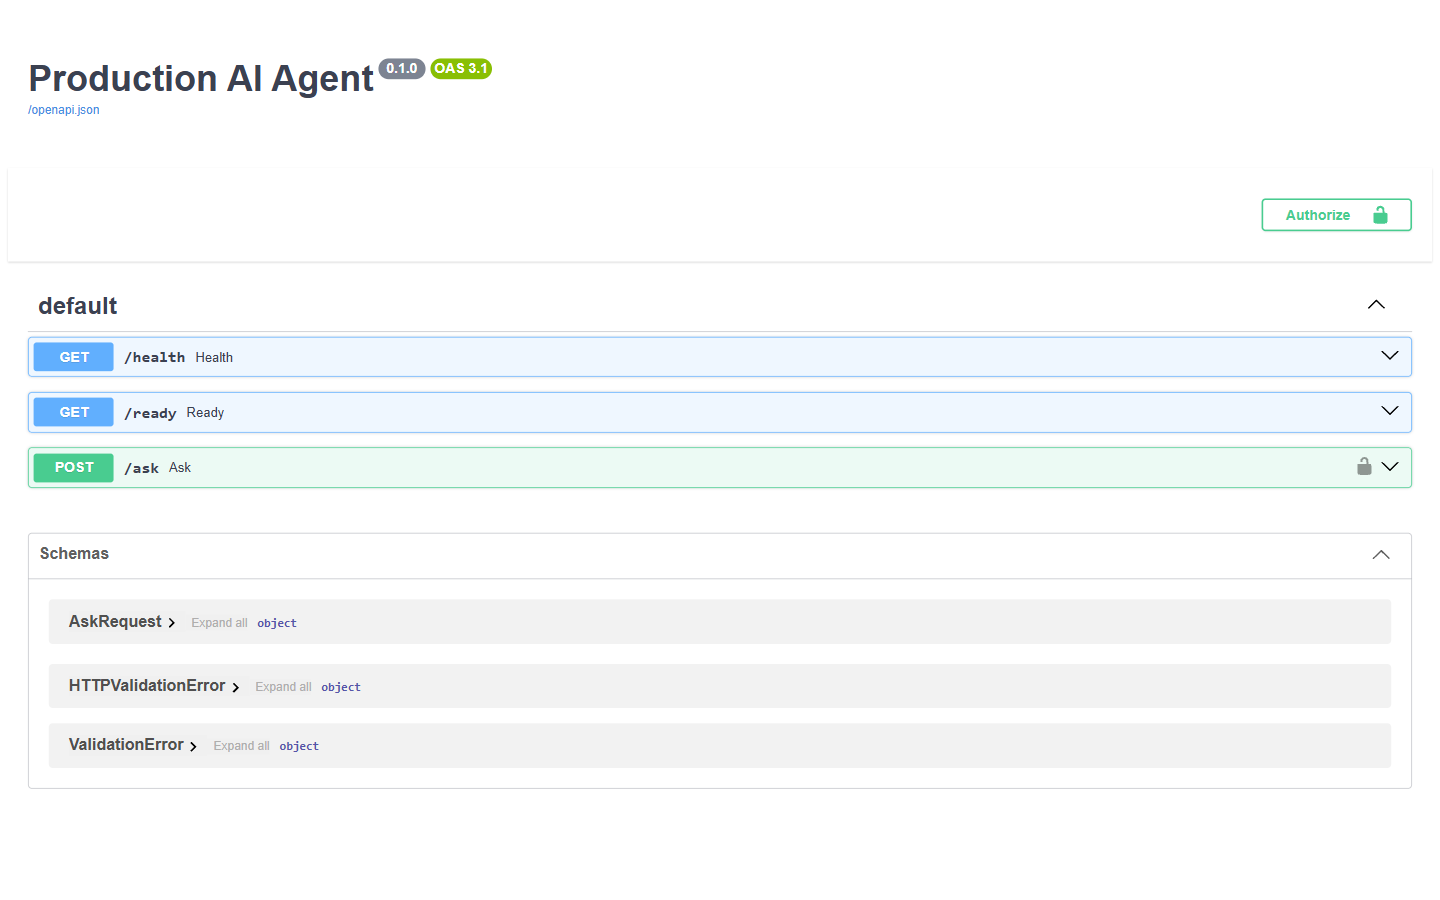 Production AI Agent 0.1.0 OAS 3.1
/openapi.json
Authorize
default
GET /health Health
GET /ready Ready
POST /ask Ask
Schemas
AskRequest Expand all object
HTTPValidationError Expand all object
ValidationError Expand all object